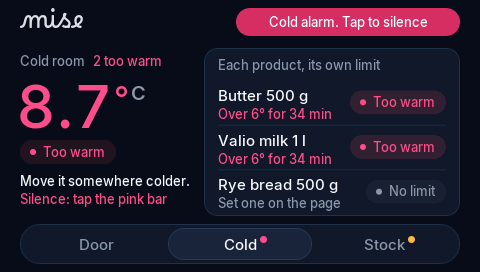 mise
Cold alarm. Tap to silence
Cold room 2 too warm
8.7°C
Too warm
Move it somewhere colder.
Silence: tap the pink bar
Each product, its own limit
Butter 500 g
Over 6° for 34 min
Too warm
Valio milk 1 l
Over 6° for 34 min
Too warm
Rye bread 500 g
Set one on the page
No limit
Door
Cold
Stock